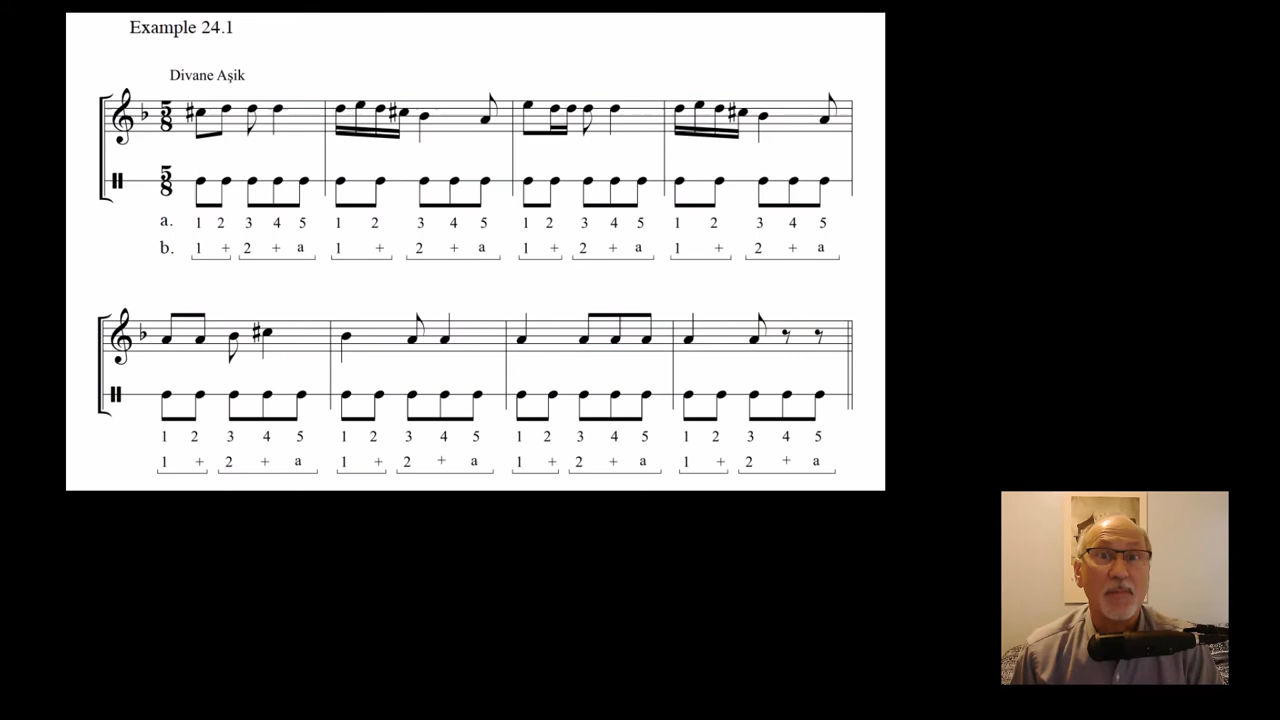 Example 24.1
Divane Aşik
5 8
5 8
a. 1 2 3 4 5 1 2 3 4 5 1 2 3 4 5 1 2 3 4 5
b. 1 + 2 + a 1 + 2 + a 1 + 2 + a 1 + 2 + a
1 2 3 4 5 1 2 3 4 5 1 2 3 4 5 1 2 3 4 5
1 + 2 + a 1 + 2 + a 1 + 2 + a 1 + 2 + a